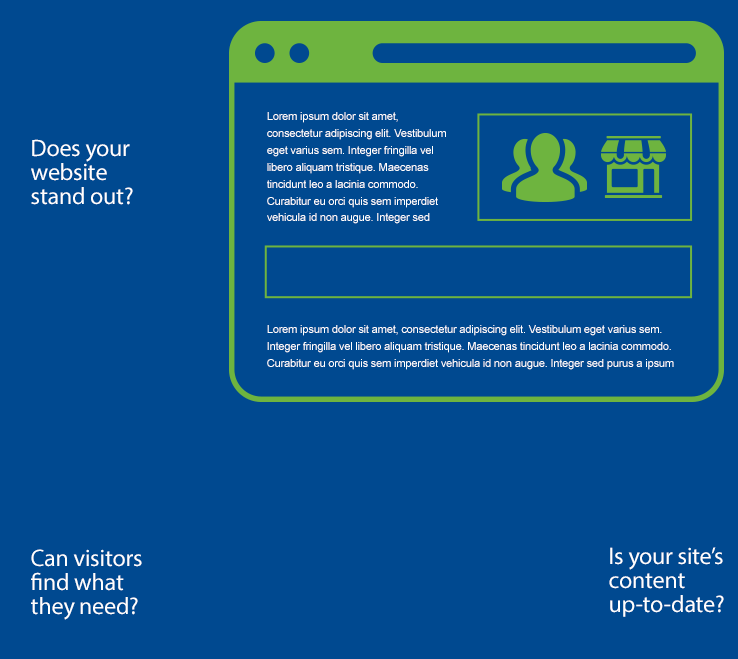 Lorem ipsum dolor sit amet,
consectetur adipiscing elit. Vestibulum
eget varius sem. Integer fringilla vel
libero aliquam tristique. Maecenas
tincidunt leo a lacinia commodo.
Curabitur eu orci quis sem imperdiet
vehicula id non augue. Integer sed
Does your
website
stand out?
Lorem ipsum dolor sit amet, consectetur adipiscing elit. Vestibulum eget varius sem.
Integer fringilla vel libero aliquam tristique. Maecenas tincidunt leo a lacinia commodo.
Curabitur eu orci quis sem imperdiet vehicula id non augue. Integer sed purus a ipsum
Can visitors
find what
they need?
Is your site’s
content
up-to-date?